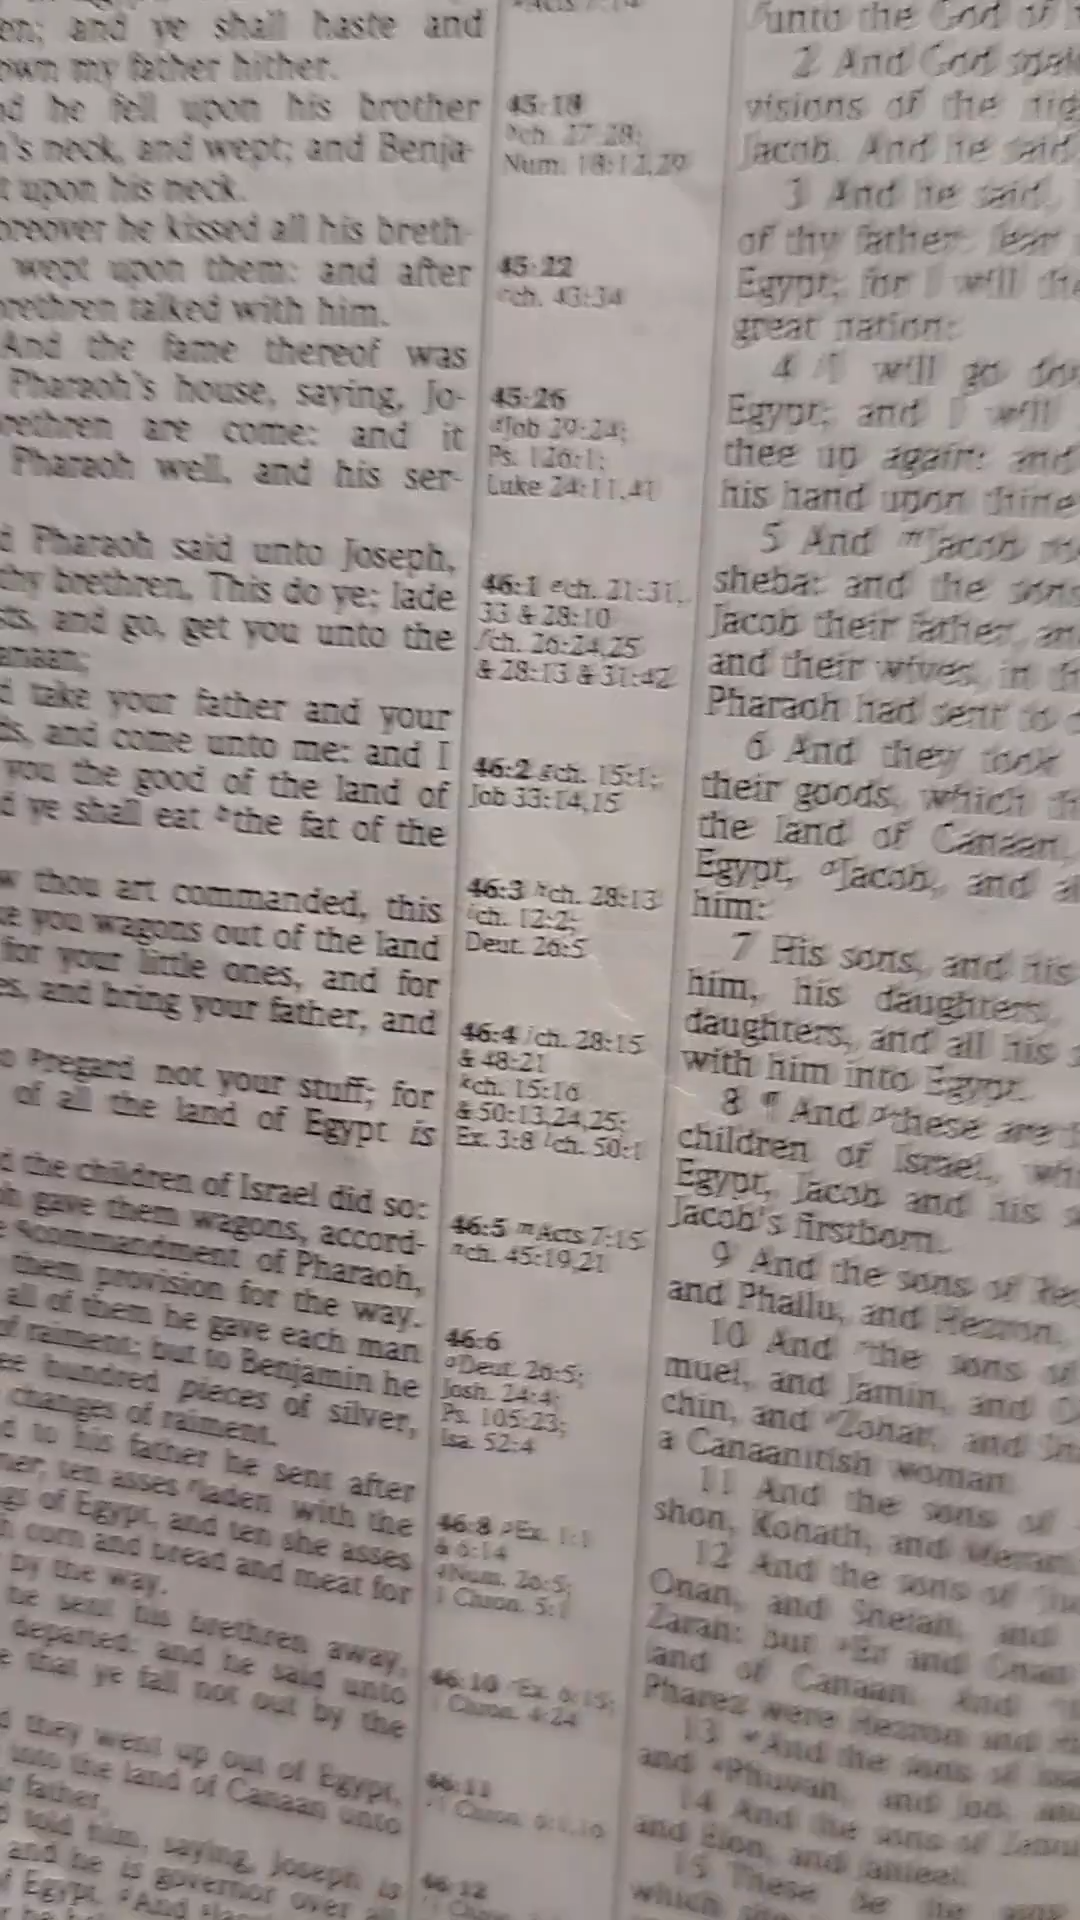 en; and ye shall haste and
own my father hither.
he fell upon his brother
's neck, and wept; and Benja-
upon his neck.
oreover he kissed all his breth-
wept upon them: and after
rethren talked with him.
And the fame thereof was
Pharaoh's house, saying, Jo-
rethren are come: and it
Pharaoh well, and his ser-
Pharaoh said unto Joseph,
thy brethren, This do ye; lade
sts, and go, get you unto the
anaan;
take your father and your
ds, and come unto me: and I
you the good of the land of
d ye shall eat the fat of the
w thou art commanded, this
ke you wagons out of the land
for your little ones, and for
es, and bring your father, and
regard not your stuff; for
of all the land of Egypt is
d the children of Israel did so:
h gave them wagons, accord-
commandment of Pharaoh,
them provision for the way.
all of them he gave each man
of raiment; but to Benjamin he
ee hundred pieces of silver,
changes of raiment.
d to his father he sent after
ner; ten asses laden with the
gs of Egypt, and ten she asses
h corn and bread and meat for
by the way.
he sent his brethren away,
departed: and he said unto
e that ye fall not out by the
d they went up out of Egypt,
unto the land of Canaan unto
r father,
told him, saying, Joseph is
and he is governor over
of Egypt. And
45:18
ch. 27:28;
Num. 18:12,29
45:22
ch. 43:34
45:26
Job 29:24;
Ps. 126:1;
Luke 24:11,41
46:1 ch. 21:31,
33 & 28:10
ch. 26:24,25
& 28:13 & 31:42
46:2 ch. 15:1;
Job 33:14,15
46:3 ch. 28:13
ch. 12:2;
Deut. 26:5
46:4 ch. 28:15
& 48:21
ch. 15:16
& 50:13,24,25;
Ex. 3:8 ch. 50:1
46:5 m Acts 7:15
ch. 45:19,21
46:6
Deut. 26:5;
Josh. 24:4;
Ps. 105:23;
Isa. 52:4
46:8 Ex. 1:1
& 6:14
Num. 26:5;
1 Chron. 5:1
46:10 Ex. 6:15;
1 Chron. 4:24
46:11
1 Chron.
46:12
unto the God of
2 And God
visions of the
Jacob. And he said
3 And he said,
of thy father: fear
Egypt; for I will
great nation:
4 I will go
Egypt; and I will
thee up again: and
his hand upon thine
5 And m Jacob
sheba: and the sons
Jacob their father, an
and their wives, in
Pharaoh had sent to
6 And they took
their goods, which
the land of Canaan,
Egypt, Jacob, and
him:
7 His sons, and his
him, his daughters,
daughters, and all his
with him into Egypt.
8 ¶ And these are
children of Israel, wh
Egypt, Jacob and his
Jacob's firstborn.
9 And the sons of
and Phallu, and Hezron,
10 And the sons of
muel, and Jamin, and
chin, and Zohar, and
a Canaanitish woman.
11 And the sons of
shon, Kohath, and Merari.
12 And the sons of
Onan, and Shelah, and
Zarah: but Er and Onan
land of Canaan. And
Pharez were Hezron and
13 And the sons of
and Phuvah, and Job, and
14 And the sons of
and Elon, and Jahleel.
15 These be the
which